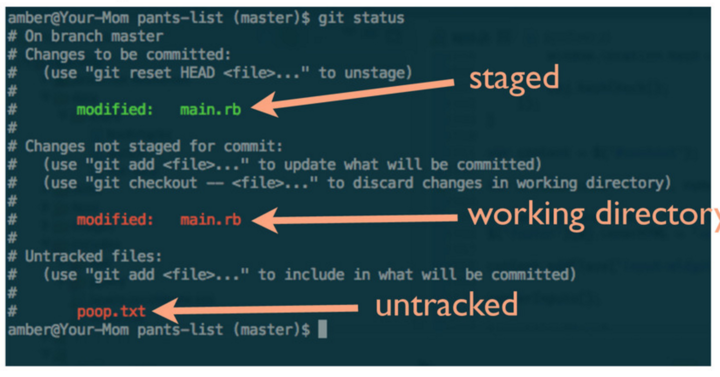 amber@Your-Mom pants-list (master)$ git status
# On branch master
# Changes to be committed:
#   (use "git reset HEAD <file>..." to unstage)
#
#       modified:   main.rb
staged
#
# Changes not staged for commit:
#   (use "git add <file>..." to update what will be committed)
#   (use "git checkout -- <file>..." to discard changes in working directory)
#
#       modified:   main.rb
working directory
#
# Untracked files:
#   (use "git add <file>..." to include in what will be committed)
#
#       poop.txt
untracked
amber@Your-Mom pants-list (master)$